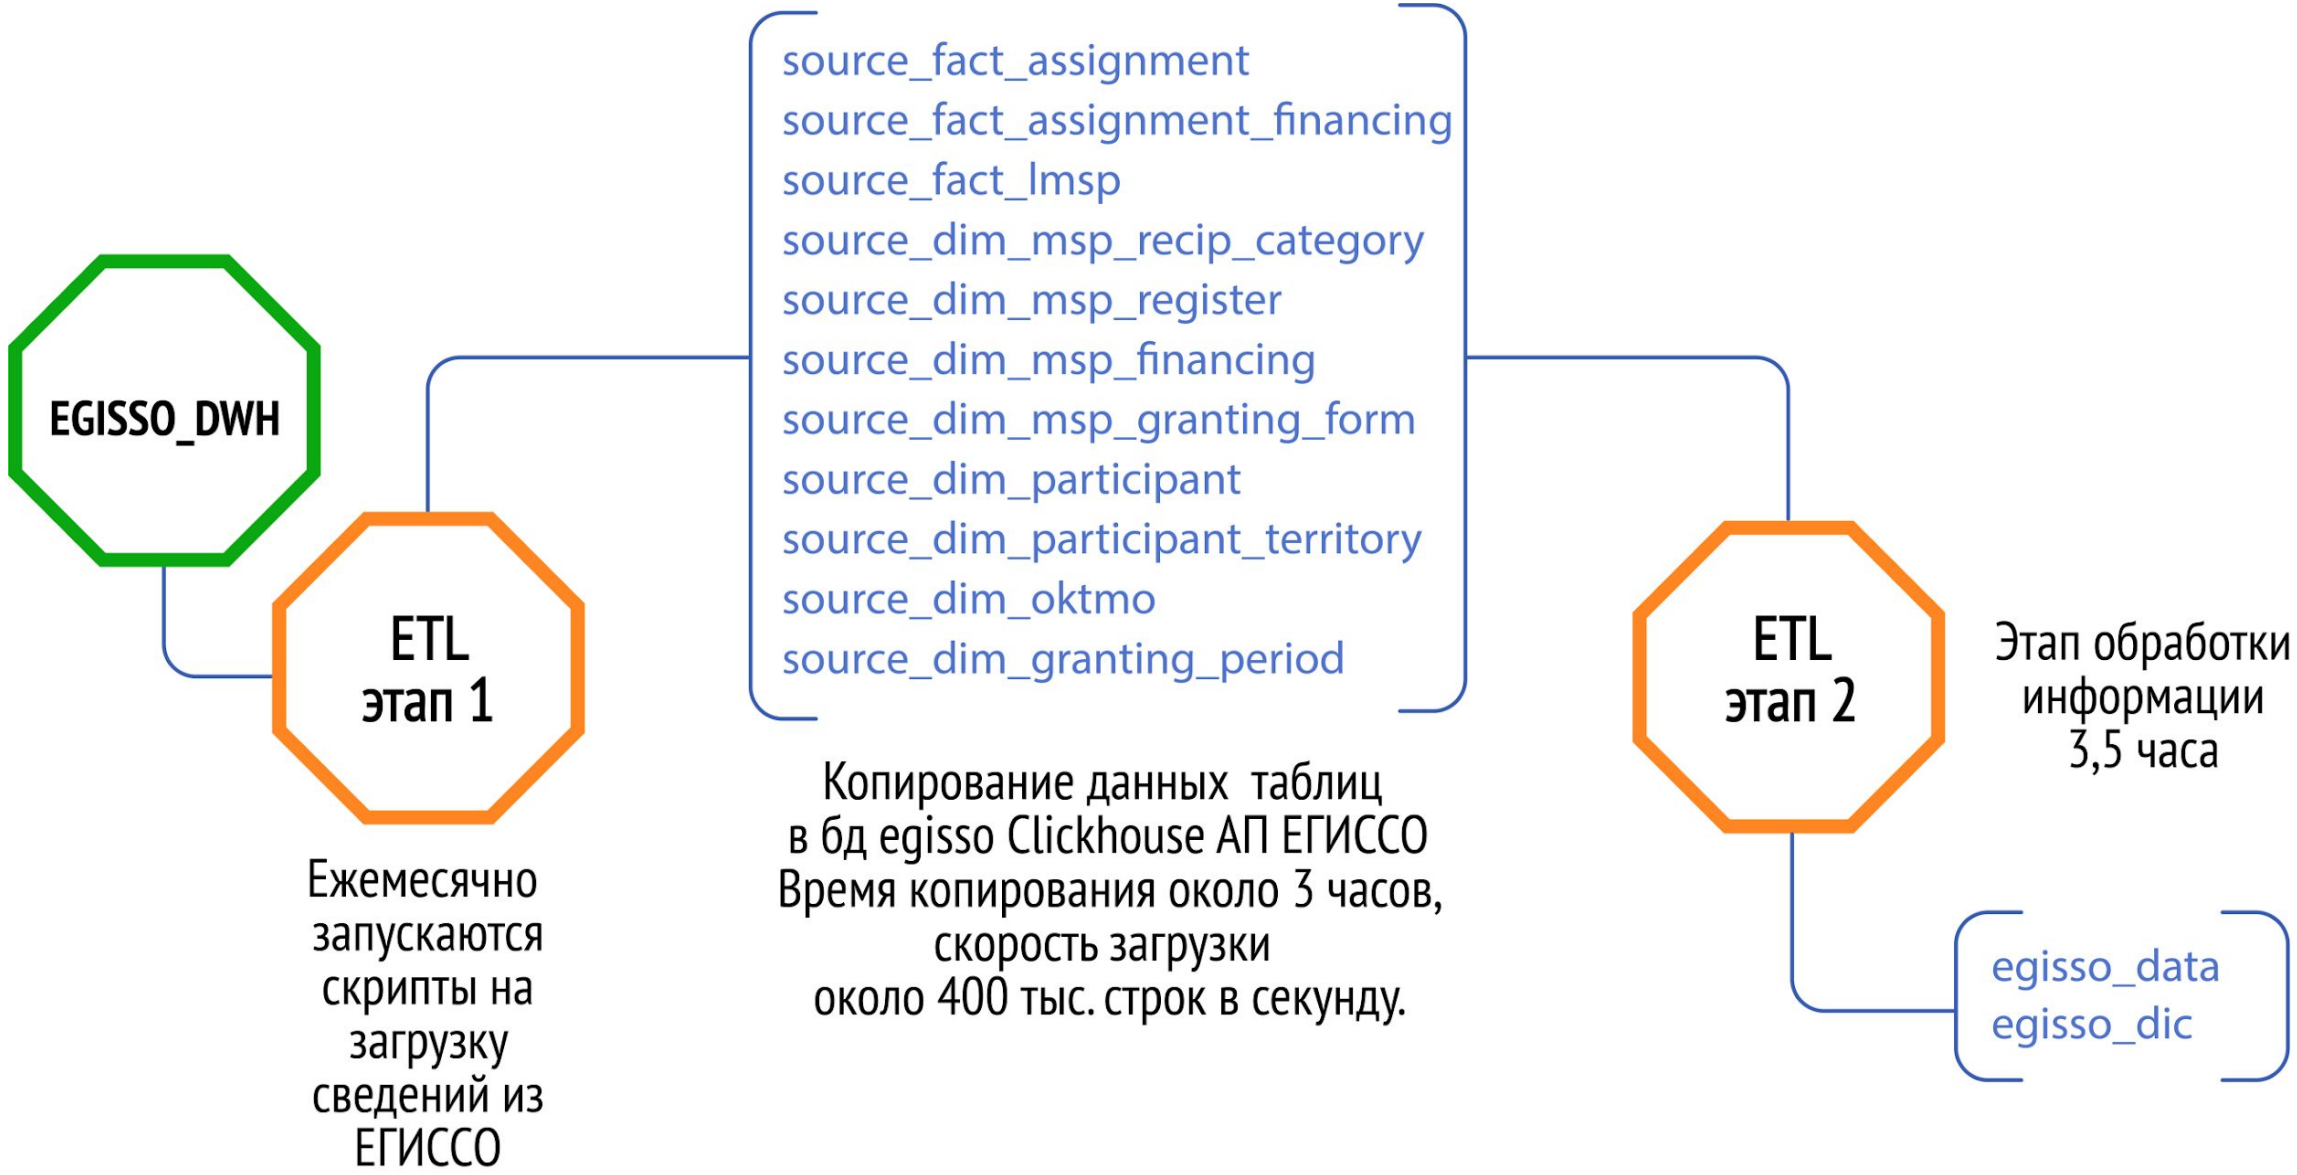 EGISSO_DWH
ETL
этап 1
Ежемесячно
запускаются
скрипты на
загрузку
сведений из
ЕГИССО
source_fact_assignment
source_fact_assignment_financing
source_fact_lmsp
source_dim_msp_recip_category
source_dim_msp_register
source_dim_msp_financing
source_dim_msp_granting_form
source_dim_participant
source_dim_participant_territory
source_dim_oktmo
source_dim_granting_period
Копирование данных таблиц
в бд egisso Clickhouse АП ЕГИССО
Время копирования около 3 часов,
скорость загрузки
около 400 тыс. строк в секунду.
ETL
этап 2
Этап обработки
информации
3,5 часа
egisso_data
egisso_dic